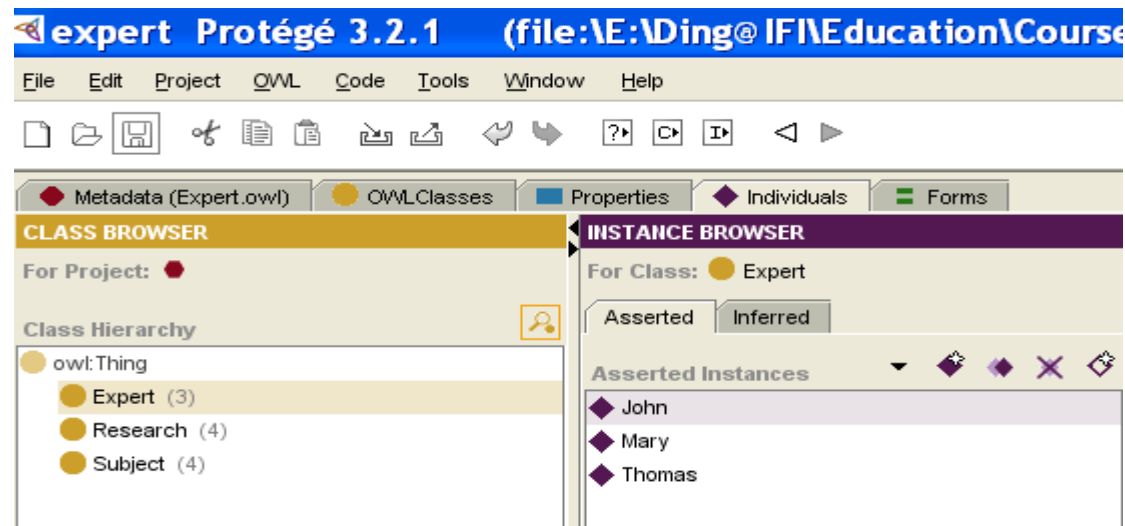 expert Protégé 3.2.1 (file:\E:\Ding@IFI\Education\Course
File Edit Project OWL Code Tools Window Help
Metadata (Expert.owl) OWLClasses Properties Individuals Forms
CLASS BROWSER
For Project:
Class Hierarchy
owl:Thing
Expert (3)
Research (4)
Subject (4)
INSTANCE BROWSER
For Class: Expert
Asserted Inferred
Asserted Instances
John
Mary
Thomas